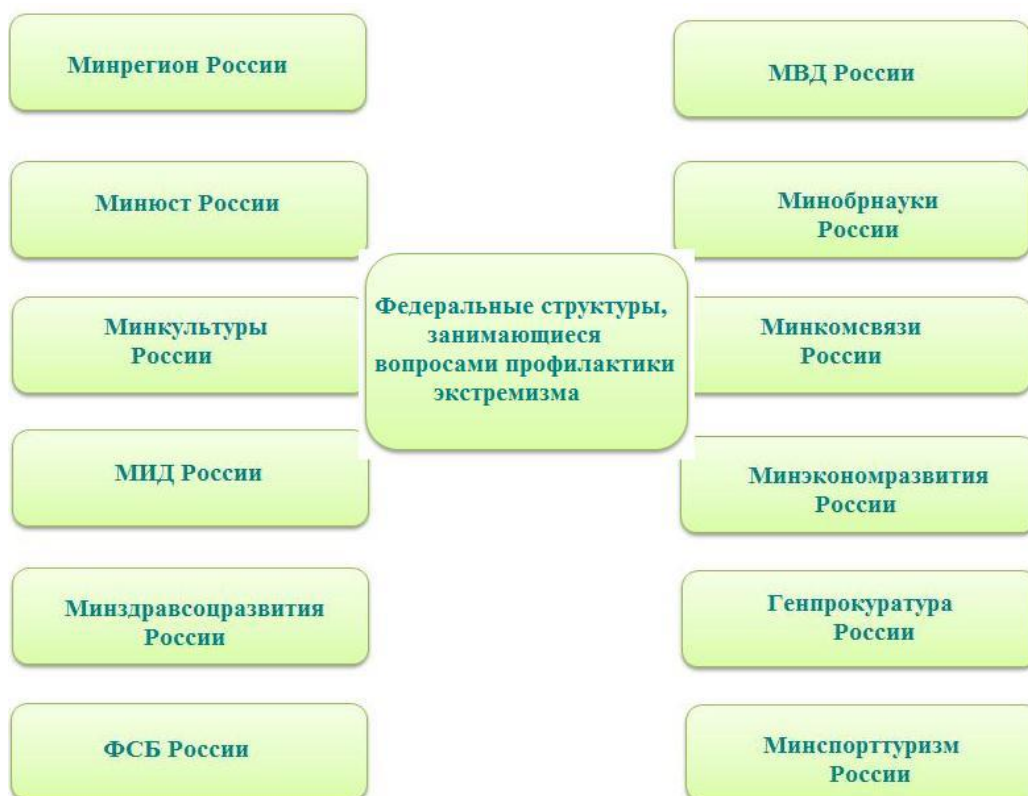 Минрегион России
Минюст России
Минкультуры
России
МИД России
Минздравсоцразвития
России
ФСБ России
Федеральные структуры,
занимающиеся
вопросами профилактики
экстремизма
МВД России
Минобрнауки
России
Минкомсвязи
России
Минэкономразвития
России
Генпрокуратура
России
Минспорттуризм
России